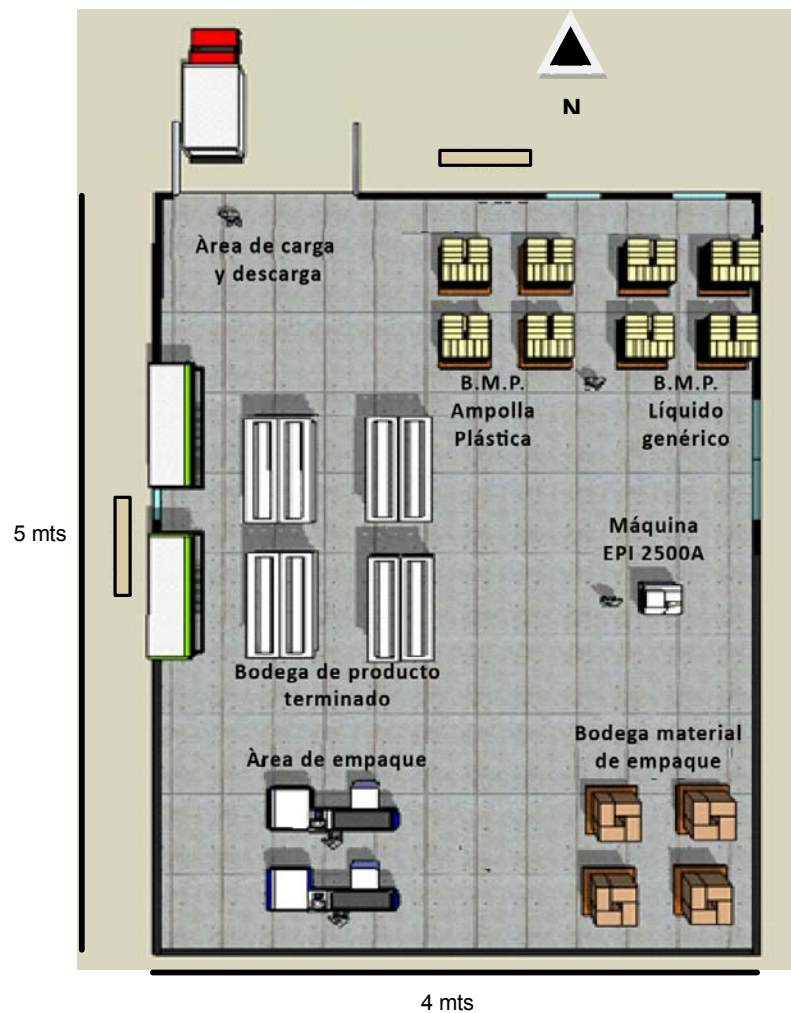 N
Àrea de carga
y descarga
B.M.P.
Ampolla
Plástica
B.M.P.
Líquido
genérico
5 mts
Máquina
EPI 2500A
Bodega de producto
terminado
Bodega material
de empaque
Àrea de empaque
4 mts